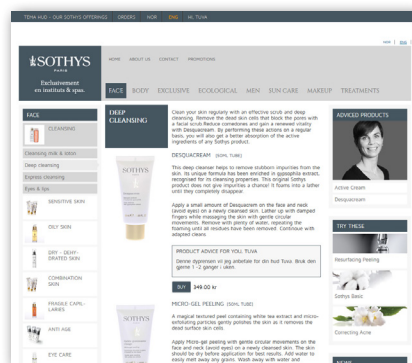 TEMA HUD - OUR SOTHYS OFFERINGS ORDERS NOR ENG HI, TUVA
NOR | ENG
SOTHYS
PARIS
Exclusivement
en instituts & spas.
HOME ABOUT US CONTACT PROMOTIONS
FACE BODY EXCLUSIVE ECOLOGICAL MEN SUN CARE MAKEUP TREATMENTS
FACE
CLEANSING
Cleansing milk & lotion
Deep cleansing
Express cleansing
Eyes & lips
SENSITIVE SKIN
OILY SKIN
DRY - DEHY-
DRATED SKIN
COMBINATION
SKIN
FRAGILE CAPIL-
LARIES
ANTI AGE
EYE CARE
DEEP
CLEANSING
Clean your skin regularly with an effective scrub and deep
cleansing. Remove the dead skin cells that block the pores with
a facial scrub. Reduce comedones and gain a renewed vitality
with Desquacream. By performing these actions on a regular
basis, you will also get a better absorption of the active
ingredients of any Sothys product.
DESQUACREAM (50ML TUBE)
This deep cleanser helps to remove stubborn impurities from the
skin. Its unique formula has been enriched in gypsophila extract,
recognised for its cleansing properties. This original Sothys
product does not give impurities a chance! It foams into a lather
until they completely disappear.
Apply a small amount of Desquacream on the face and neck
(avoid eyes) on a newly cleansed skin. Lather up with damped
fingers while massaging the skin with gentle circular
movements. Remove with plenty of water, repeating the
foaming until all residues have been removed. Continue with
adapted cleans
PRODUCT ADVICE FOR YOU, TUVA
Denne dyprensen vil jeg anbefale for din hud Tuva. Bruk den
gjerne 1 -2 ganger i uken.
BUY 349.00 kr
MICRO-GEL PEELING (50ML TUBE)
A magical textured peel containing white tea extract and micro-
exfoliating particles gently polishes the skin as it removes the
dead surface skin cells.
Apply Micro-gel peeling with gentle circular movements on the
face and neck (avoid eyes) on a newly cleansed skin. The skin
should be dry before application for best results. Add water to
easily melt away any grains. Wash away with water and
SOTHYS
SOTHYS
ADVICED PRODUCTS
Active Cream
Desquacream
TRY THESE
Resurfacing Peeling
Sothys Basic
Correcting Acne
NEWS